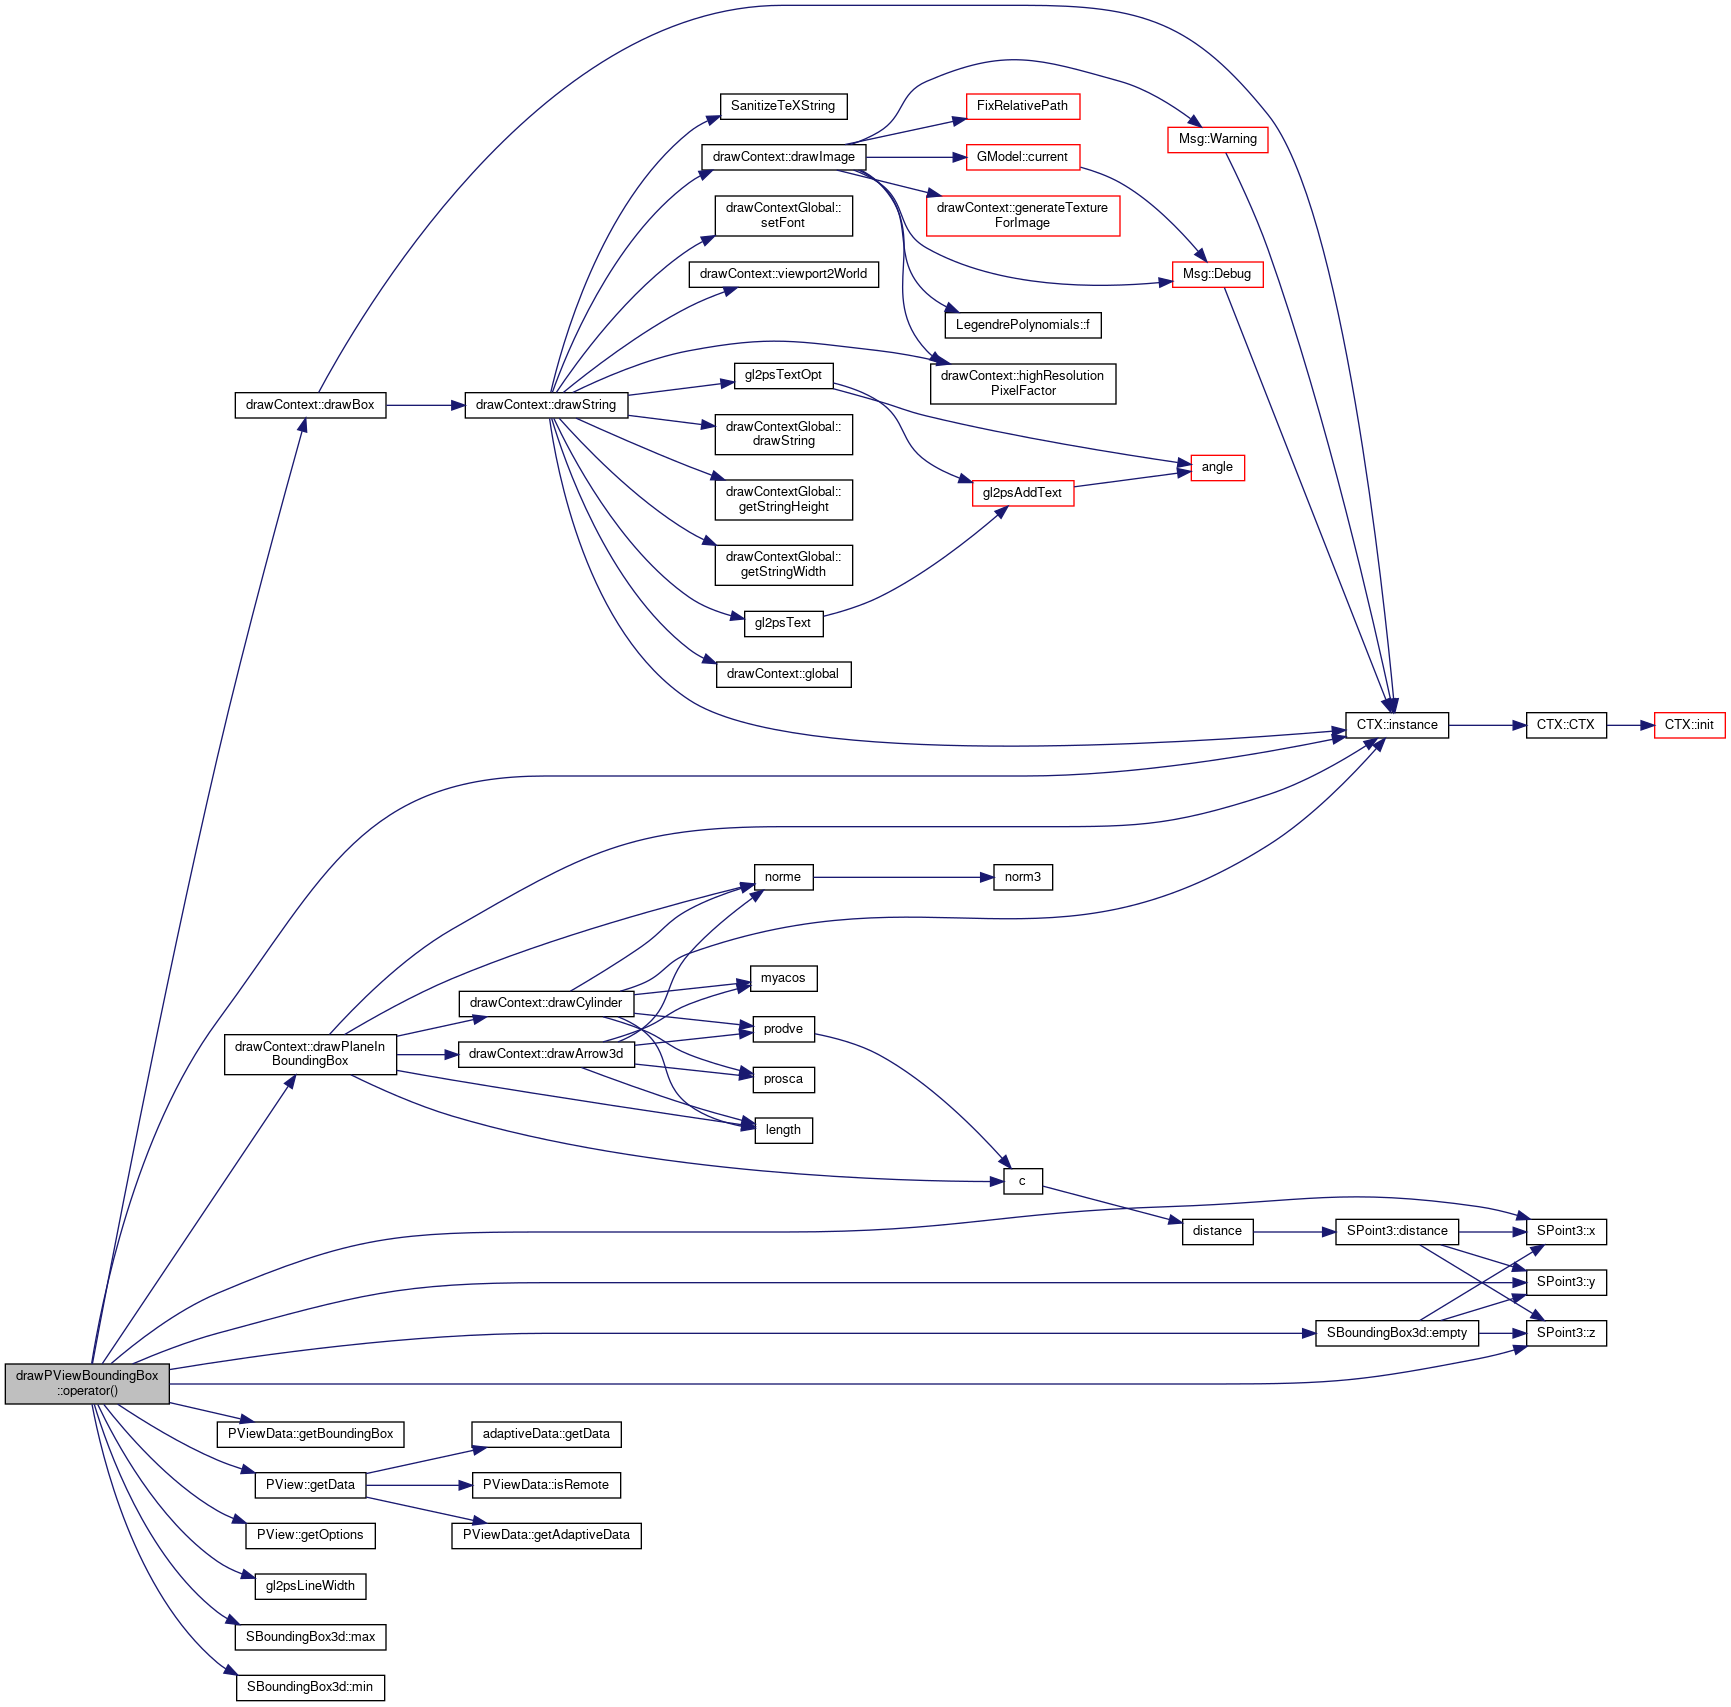 SanitizeTeXString
FixRelativePath
Msg::Warning
drawContext::drawImage
GModel::current
drawContextGlobal::
setFont
drawContext::generateTexture
ForImage
drawContext::viewport2World
Msg::Debug
LegendrePolynomials::f
gl2psTextOpt
drawContext::highResolution
PixelFactor
drawContext::drawBox
drawContext::drawString
drawContextGlobal::
drawString
angle
drawContextGlobal::
getStringHeight
gl2psAddText
drawContextGlobal::
getStringWidth
gl2psText
drawContext::global
CTX::instance
CTX::CTX
CTX::init
norme
norm3
myacos
drawContext::drawCylinder
prodve
drawContext::drawPlaneIn
BoundingBox
drawContext::drawArrow3d
prosca
length
c
distance
SPoint3::distance
SPoint3::x
SPoint3::y
SBoundingBox3d::empty
SPoint3::z
drawPViewBoundingBox
::operator()
PViewData::getBoundingBox
adaptiveData::getData
PView::getData
PViewData::isRemote
PView::getOptions
PViewData::getAdaptiveData
gl2psLineWidth
SBoundingBox3d::max
SBoundingBox3d::min